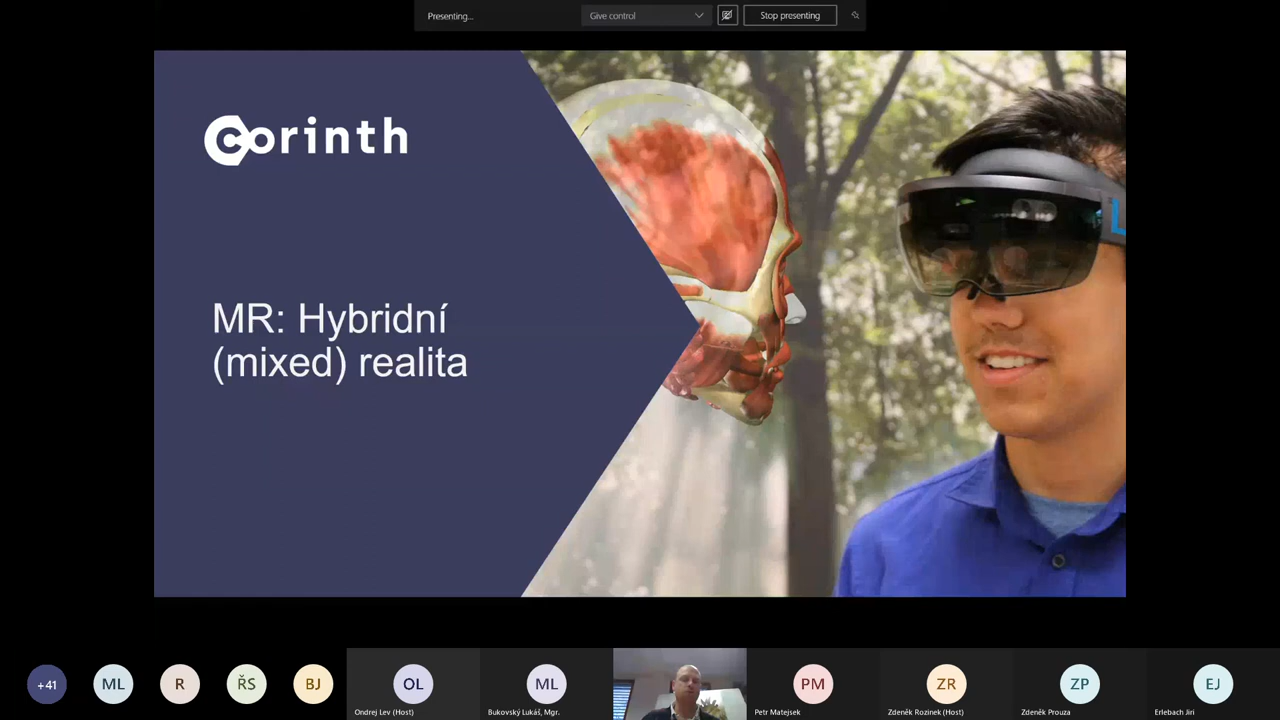 Presenting...
Give control
Stop presenting
corinth
MR: Hybridní
(mixed) realita
+41
ML
R
ŘS
BJ
OL
Ondrej Lev (Host)
ML
Bukovský Lukáš, Mgr.
PM
Petr Matejsek
ZR
Zdeněk Rozinek (Host)
ZP
Zdeněk Prouza
EJ
Erlebach Jiri